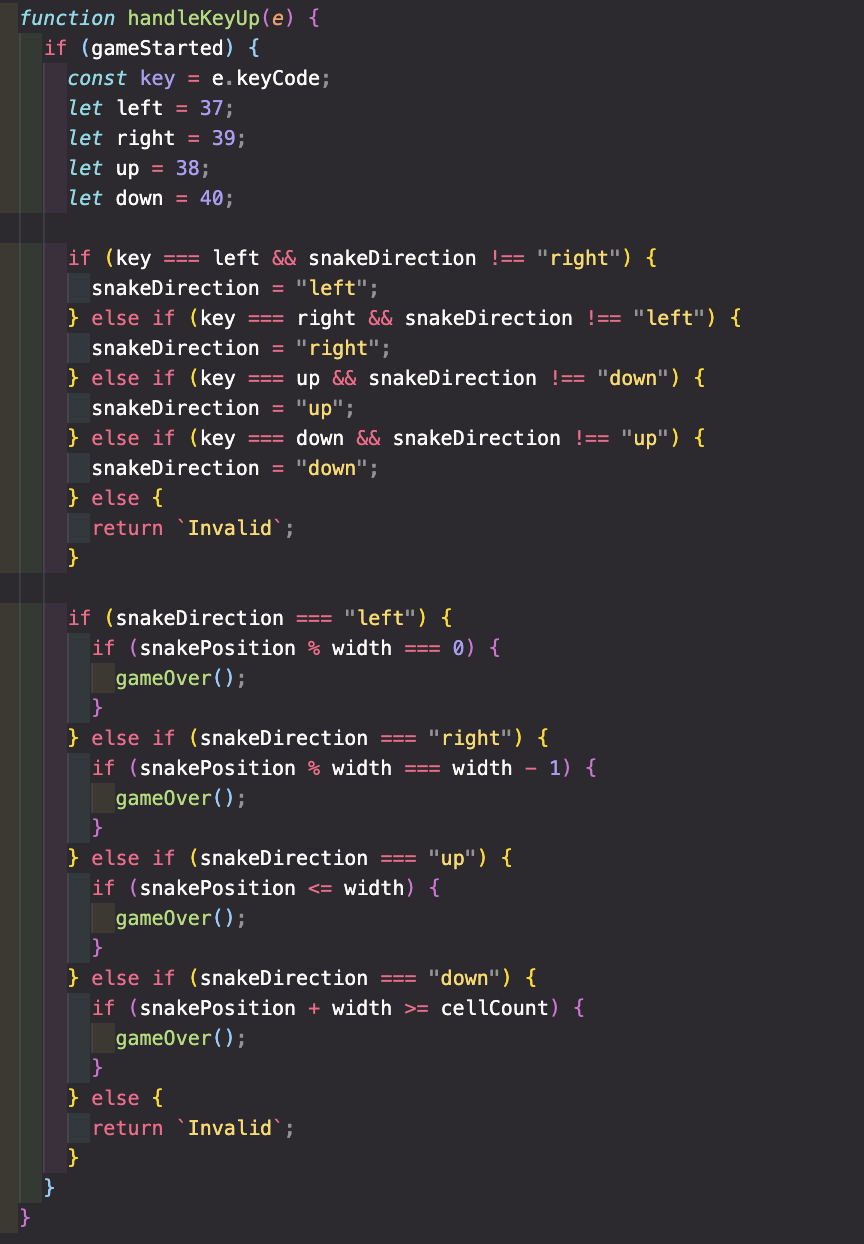 function handleKeyUp(e) {
  if (gameStarted) {
    const key = e.keyCode;
    let left = 37;
    let right = 39;
    let up = 38;
    let down = 40;

    if (key === left && snakeDirection !== "right") {
      snakeDirection = "left";
    } else if (key === right && snakeDirection !== "left") {
      snakeDirection = "right";
    } else if (key === up && snakeDirection !== "down") {
      snakeDirection = "up";
    } else if (key === down && snakeDirection !== "up") {
      snakeDirection = "down";
    } else {
      return `Invalid`;
    }

    if (snakeDirection === "left") {
      if (snakePosition % width === 0) {
        gameOver();
      }
    } else if (snakeDirection === "right") {
      if (snakePosition % width === width - 1) {
        gameOver();
      }
    } else if (snakeDirection === "up") {
      if (snakePosition <= width) {
        gameOver();
      }
    } else if (snakeDirection === "down") {
      if (snakePosition + width >= cellCount) {
        gameOver();
      }
    } else {
      return `Invalid`;
    }
  }
}